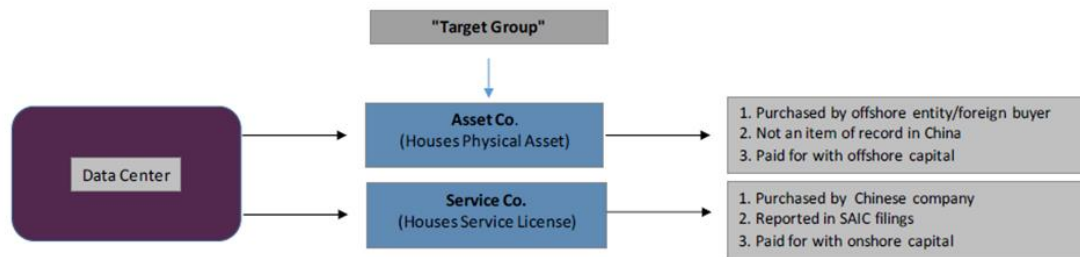 "Target Group"
Data Center
Asset Co.
(Houses Physical Asset)
1. Purchased by offshore entity/foreign buyer
2. Not an item of record in China
3. Paid for with offshore capital
Service Co.
(Houses Service License)
1. Purchased by Chinese company
2. Reported in SAIC filings
3. Paid for with onshore capital